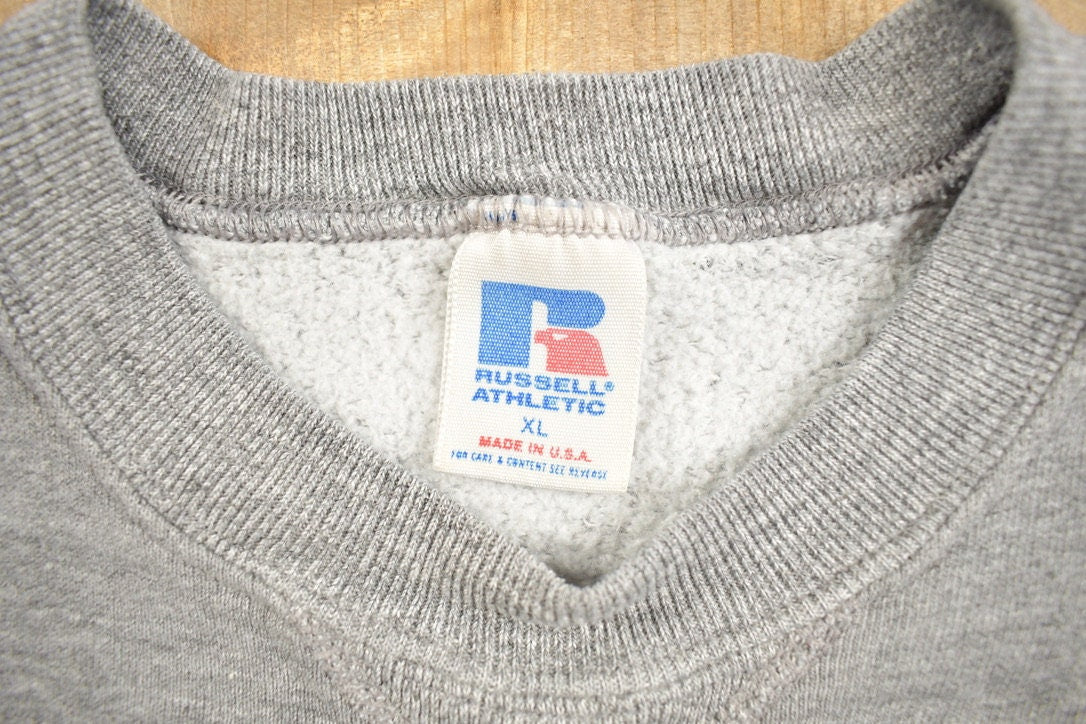 RUSSELL®
ATHLETIC
XL
MADE IN U.S.A.
FOR CARE & CONTENT SEE REVERSE